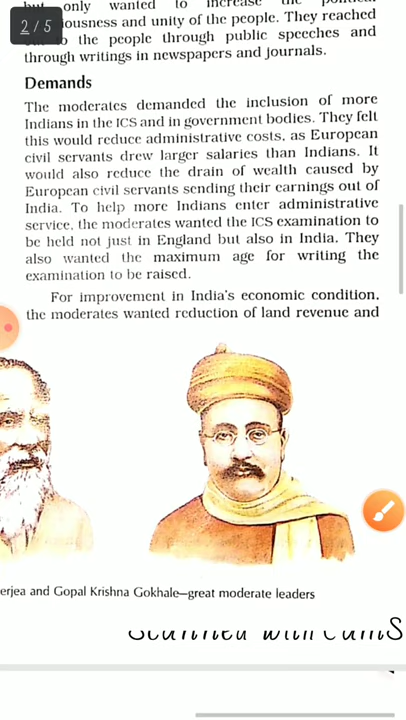 but only wanted to increase the political
iousness and unity of the people. They reached
to the people through public speeches and
through writings in newspapers and journals.
2/5
Demands
The moderates demanded the inclusion of more
Indians in the ICS and in government bodies. They felt
this would reduce administrative costs, as European
civil servants drew larger salaries than Indians. It
would also reduce the drain of wealth caused by
European civil servants sending their earnings out of
India. To help more Indians enter administrative
service, the moderates wanted the ICS examination to
be held not just in England but also in India. They
also wanted the maximum age for writing the
examination to be raised.
For improvement in India's economic condition,
the moderates wanted reduction of land revenue and
erjea and Gopal Krishna Gokhale—great moderate leaders
Scanned with CamS